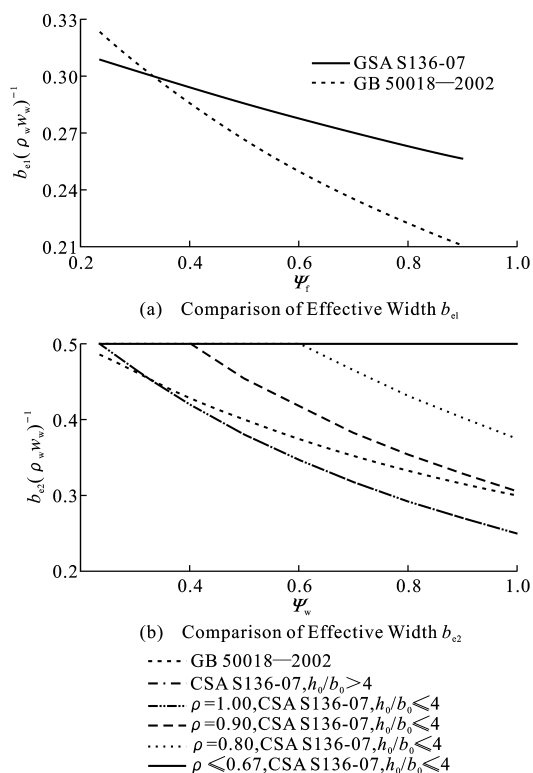 0.33
0.30
0.27
0.24
0.21
b_e1(ρ_w w_w)^−1
GSA S136-07
GB 50018—2002
0.2 0.4 0.6 0.8 1.0
Ψ_f
(a) Comparison of Effective Width b_e1
0.5
0.4
0.3
0.2
b_e2(ρ_w w_w)^−1
0.4 0.6 0.8 1.0
Ψ_w
(b) Comparison of Effective Width b_e2
GB 50018—2002
CSA S136-07,h_0/b_0>4
ρ=1.00,CSA S136-07,h_0/b_0⩽4
ρ=0.90,CSA S136-07,h_0/b_0⩽4
ρ=0.80,CSA S136-07,h_0/b_0⩽4
ρ⩽0.67,CSA S136-07,h_0/b_0⩽4